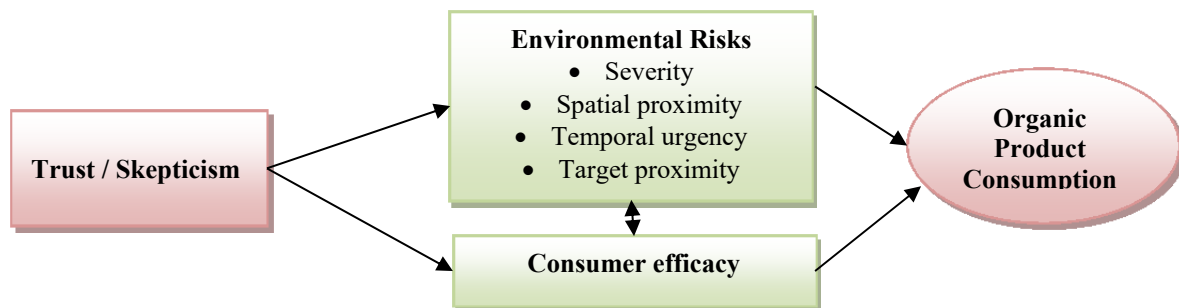 Environmental Risks
• Severity
• Spatial proximity
• Temporal urgency
• Target proximity
Trust / Skepticism
Organic
Product
Consumption
Consumer efficacy